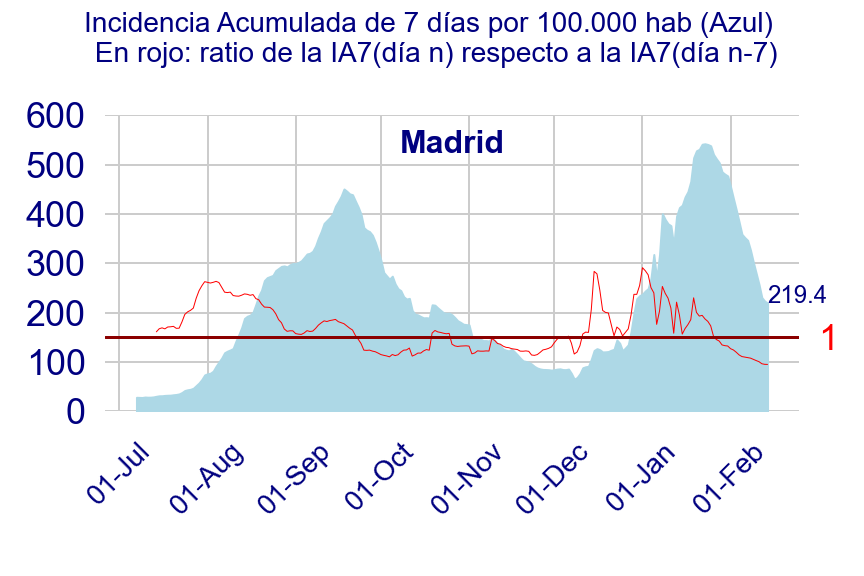 Incidencia Acumulada de 7 días por 100.000 hab (Azul)
En rojo: ratio de la IA7(día n) respecto a la IA7(día n-7)
Madrid
600
500
400
300
200
100
0
219.4
1
01-Jul
01-Aug
01-Sep
01-Oct
01-Nov
01-Dec
01-Jan
01-Feb